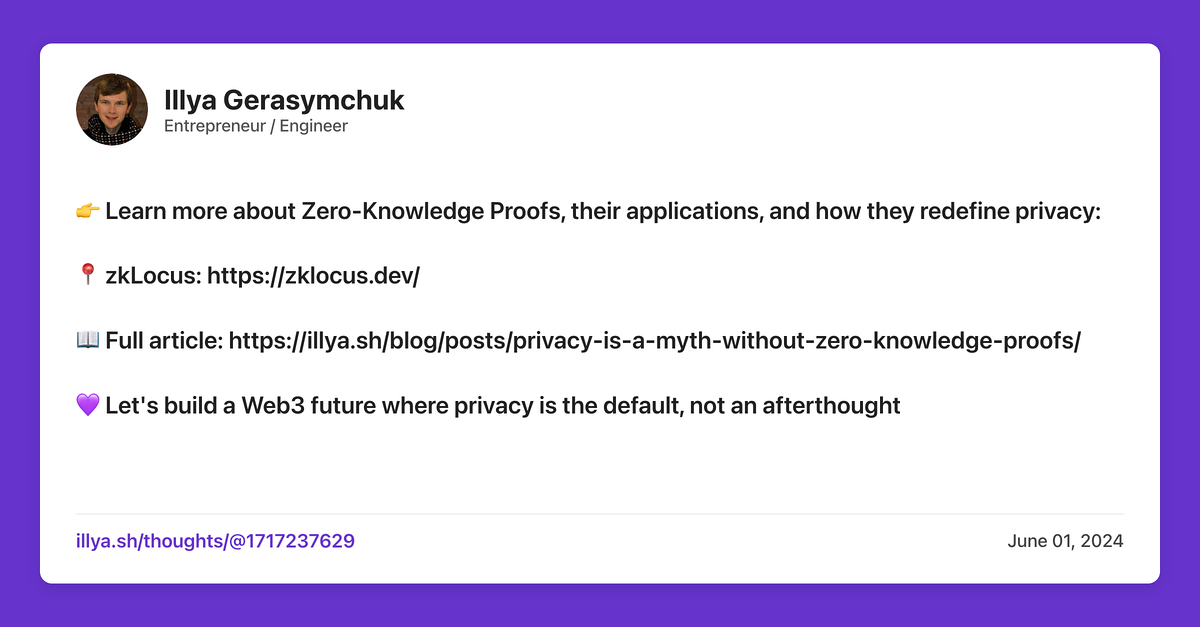 Illya Gerasymchuk
Entrepreneur / Engineer
👉 Learn more about Zero-Knowledge Proofs, their applications, and how they redefine privacy:
📍 zkLocus: https://zklocus.dev/
📖 Full article: https://illya.sh/blog/posts/privacy-is-a-myth-without-zero-knowledge-proofs/
💜 Let's build a Web3 future where privacy is the default, not an afterthought
illya.sh/thoughts/@1717237629
June 01, 2024